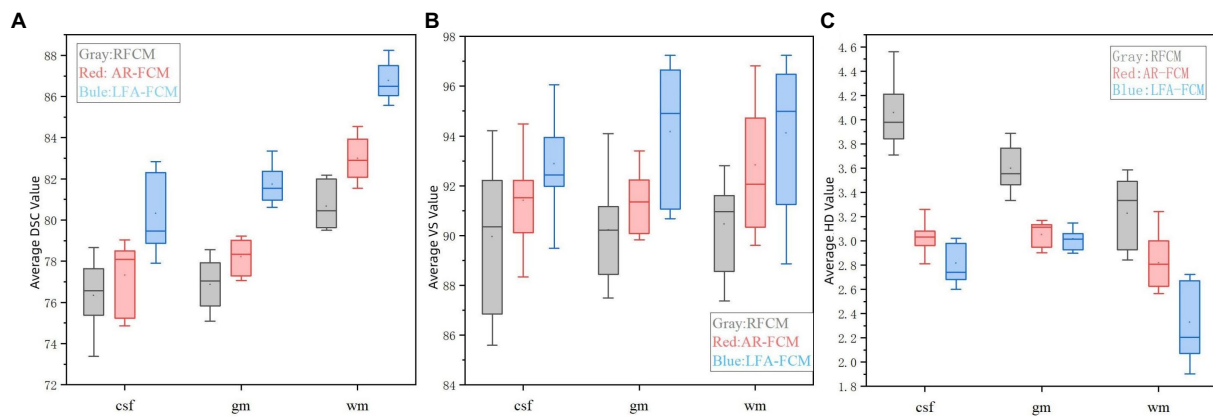 A
Average DSC Value
88
86
84
82
80
78
76
74
72
Gray:RFCM
Red: AR-FCM
Bule:LFA-FCM
csf gm wm
B
Average VS Value
98
96
94
92
90
88
86
84
Gray:RFCM
Red:AR-FCM
Blue:LFA-FCM
csf gm wm
C
Average HD Value
4.6
4.4
4.2
4.0
3.8
3.6
3.4
3.2
3.0
2.8
2.6
2.4
2.2
2.0
1.8
Gray:RFCM
Red:AR-FCM
Blue:LFA-FCM
csf gm wm